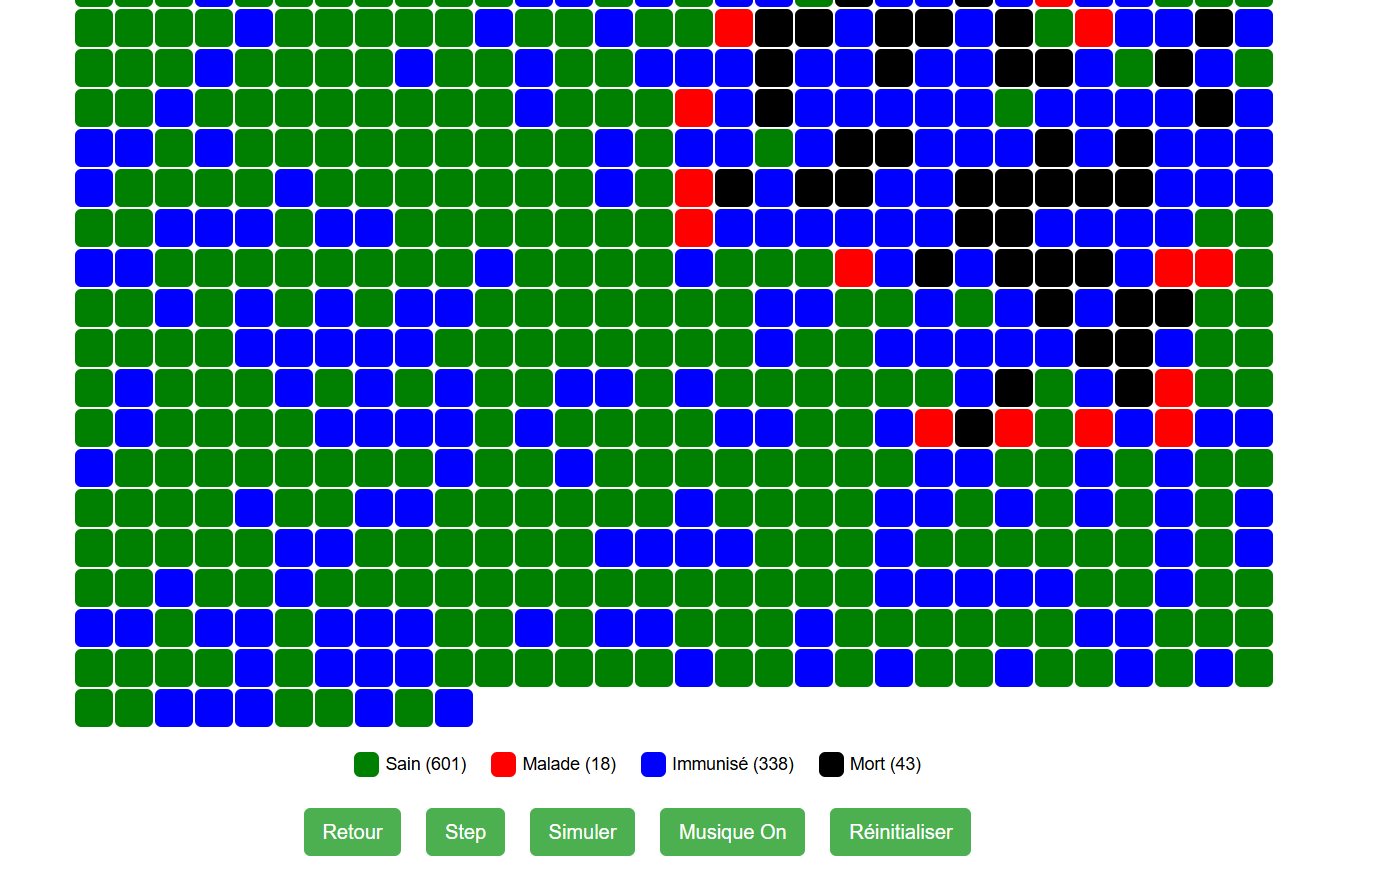 Sain (601) Malade (18) Immunisé (338) Mort (43)
Retour Step Simuler Musique On Réinitialiser